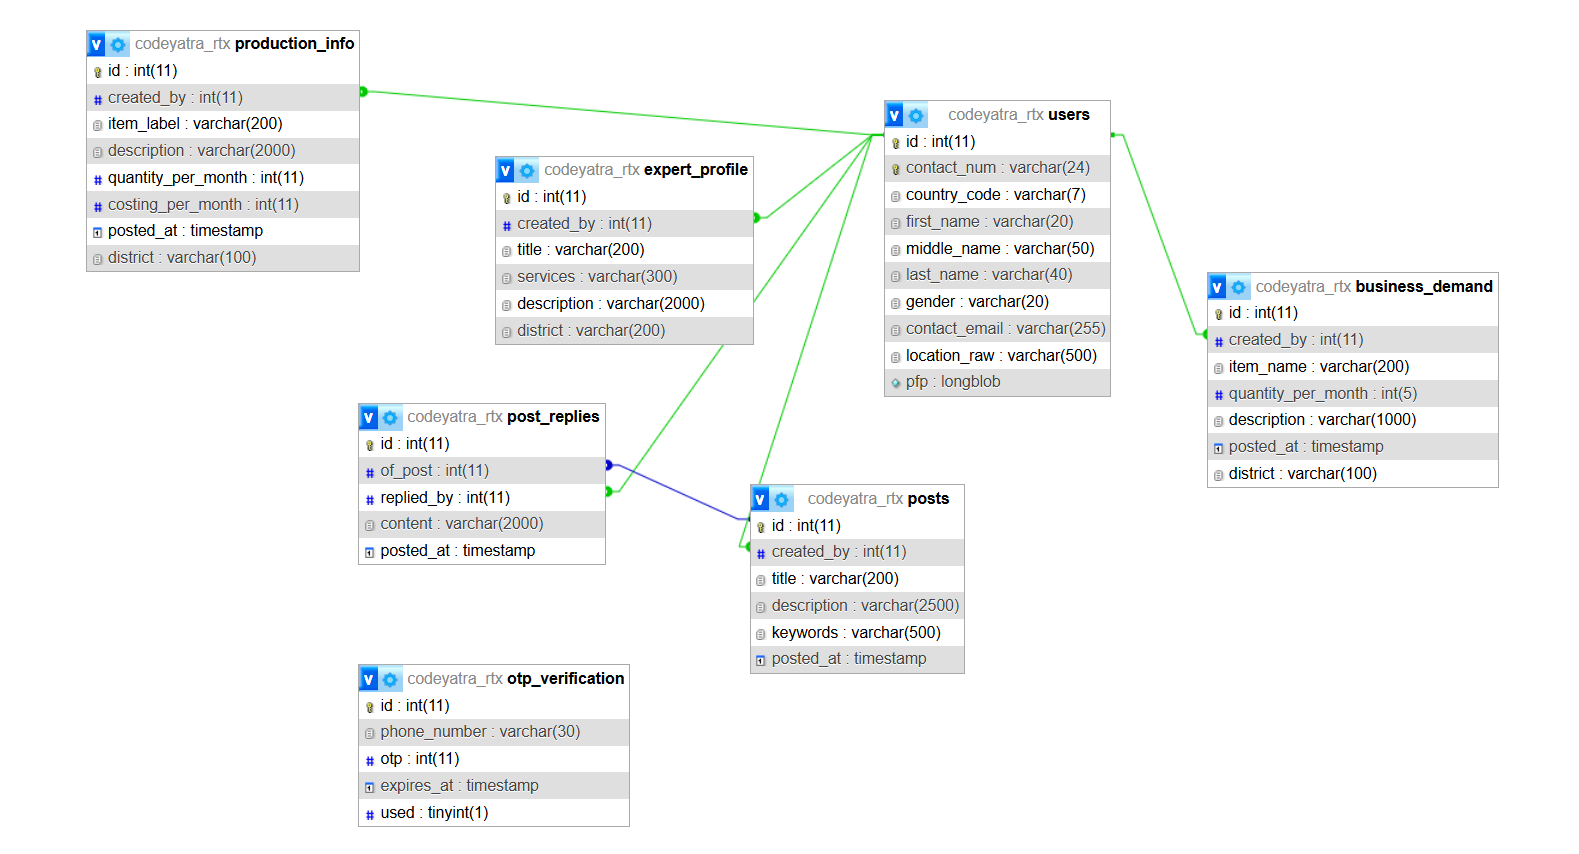 v codeyatra_rtx production_info
id : int(11)
created_by : int(11)
item_label : varchar(200)
description : varchar(2000)
quantity_per_month : int(11)
costing_per_month : int(11)
posted_at : timestamp
district : varchar(100)
v codeyatra_rtx expert_profile
id : int(11)
created_by : int(11)
title : varchar(200)
services : varchar(300)
description : varchar(2000)
district : varchar(200)
v codeyatra_rtx users
id : int(11)
contact_num : varchar(24)
country_code : varchar(7)
first_name : varchar(20)
middle_name : varchar(50)
last_name : varchar(40)
gender : varchar(20)
contact_email : varchar(255)
location_raw : varchar(500)
pfp : longblob
v codeyatra_rtx business_demand
id : int(11)
created_by : int(11)
item_name : varchar(200)
quantity_per_month : int(5)
description : varchar(1000)
posted_at : timestamp
district : varchar(100)
v codeyatra_rtx post_replies
id : int(11)
of_post : int(11)
replied_by : int(11)
content : varchar(2000)
posted_at : timestamp
v codeyatra_rtx posts
id : int(11)
created_by : int(11)
title : varchar(200)
description : varchar(2500)
keywords : varchar(500)
posted_at : timestamp
v codeyatra_rtx otp_verification
id : int(11)
phone_number : varchar(30)
otp : int(11)
expires_at : timestamp
used : tinyint(1)